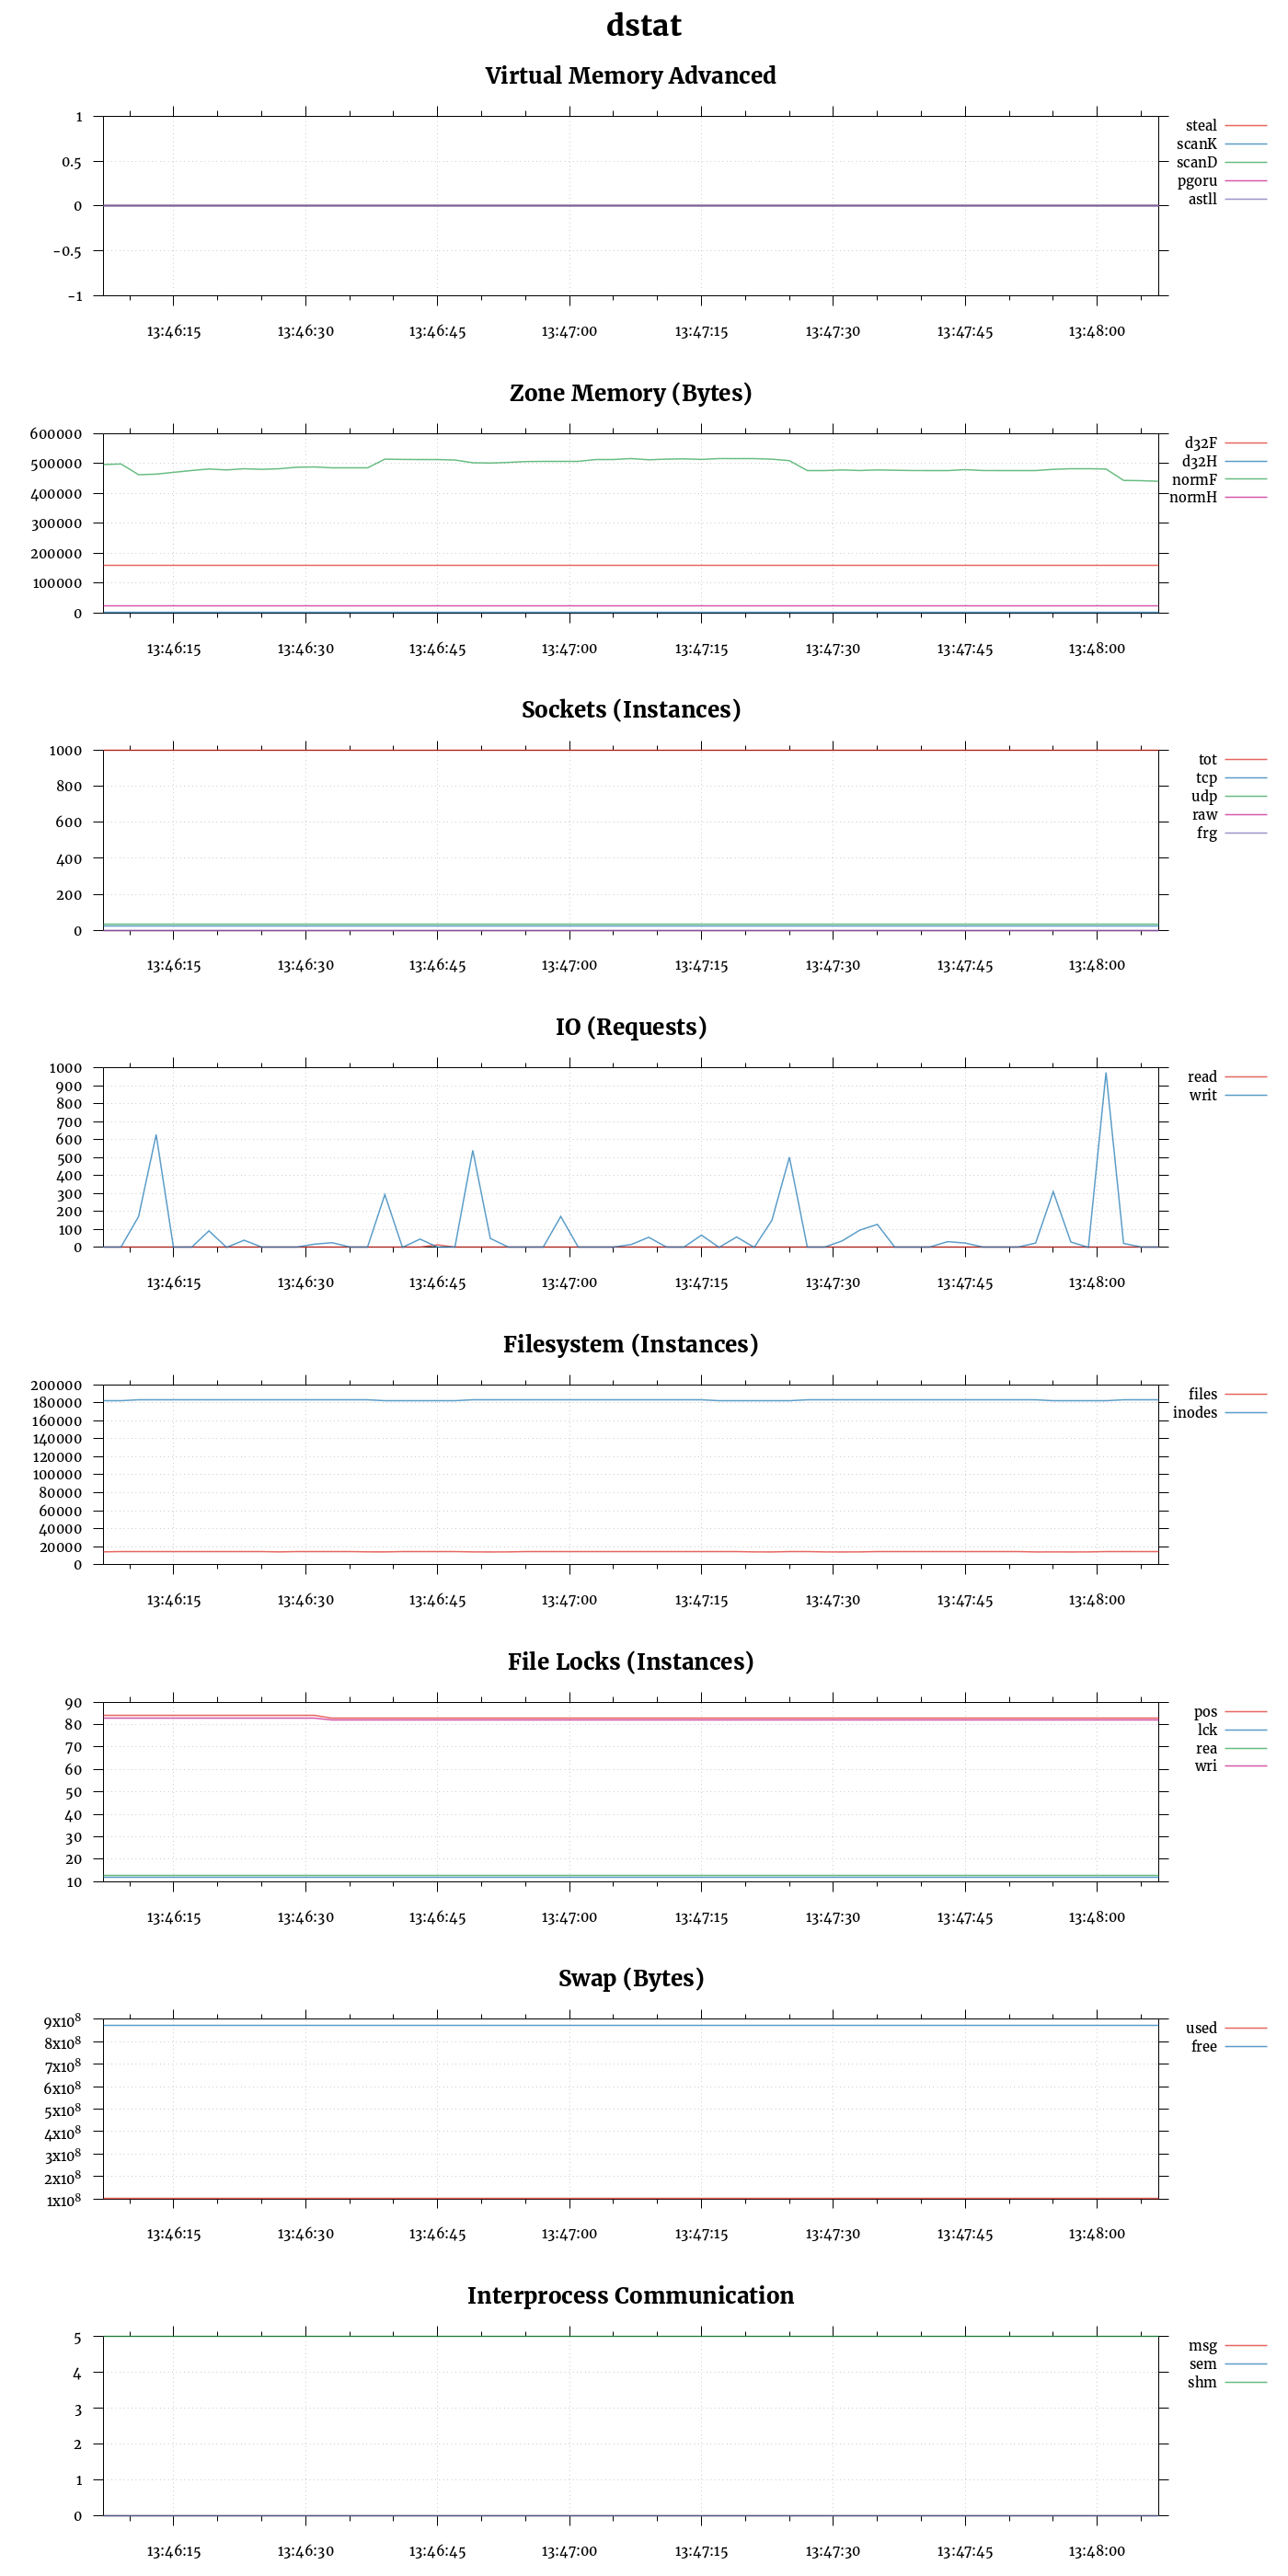 dstat
Virtual Memory Advanced
1
0.5
0
-0.5
-1
steal
scanK
scanD
pgoru
astll
13:46:15 13:46:30 13:46:45 13:47:00 13:47:15 13:47:30 13:47:45 13:48:00
Zone Memory (Bytes)
600000
500000
400000
300000
200000
100000
0
d32F
d32H
normF
normH
13:46:15 13:46:30 13:46:45 13:47:00 13:47:15 13:47:30 13:47:45 13:48:00
Sockets (Instances)
1000
800
600
400
200
0
tot
tcp
udp
raw
frg
13:46:15 13:46:30 13:46:45 13:47:00 13:47:15 13:47:30 13:47:45 13:48:00
IO (Requests)
1000
900
800
700
600
500
400
300
200
100
0
read
writ
13:46:15 13:46:30 13:46:45 13:47:00 13:47:15 13:47:30 13:47:45 13:48:00
Filesystem (Instances)
200000
180000
160000
140000
120000
100000
80000
60000
40000
20000
0
files
inodes
13:46:15 13:46:30 13:46:45 13:47:00 13:47:15 13:47:30 13:47:45 13:48:00
File Locks (Instances)
90
80
70
60
50
40
30
20
10
pos
lck
rea
wri
13:46:15 13:46:30 13:46:45 13:47:00 13:47:15 13:47:30 13:47:45 13:48:00
Swap (Bytes)
9x10⁸
8x10⁸
7x10⁸
6x10⁸
5x10⁸
4x10⁸
3x10⁸
2x10⁸
1x10⁸
used
free
13:46:15 13:46:30 13:46:45 13:47:00 13:47:15 13:47:30 13:47:45 13:48:00
Interprocess Communication
5
4
3
2
1
0
msg
sem
shm
13:46:15 13:46:30 13:46:45 13:47:00 13:47:15 13:47:30 13:47:45 13:48:00